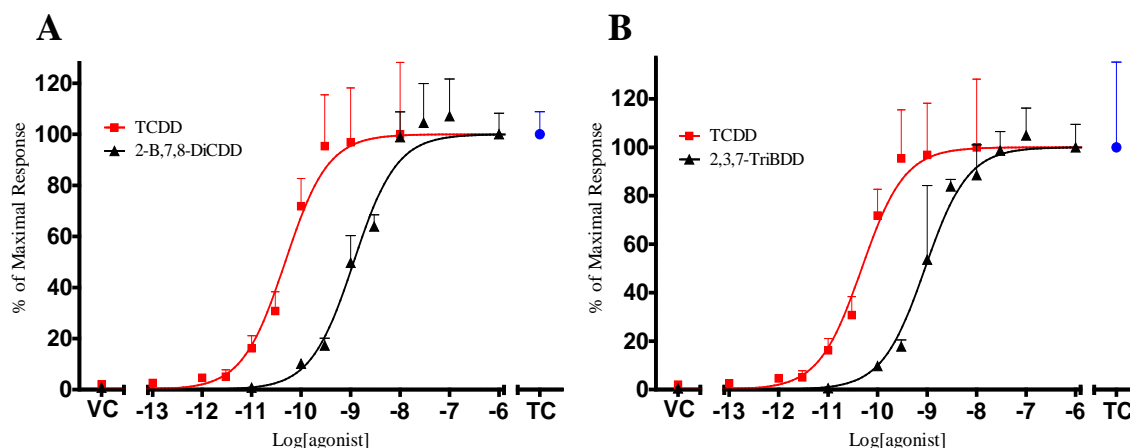 A
% of Maximal Response
120
100
80
60
40
20
0
TCDD
2-B,7,8-DiCDD
VC
-13 -12 -11 -10 -9 -8 -7 -6
TC
Log[agonist]
B
% of Maximal Response
120
100
80
60
40
20
0
TCDD
2,3,7-TriBDD
VC
-13 -12 -11 -10 -9 -8 -7 -6
TC
Log[agonist]